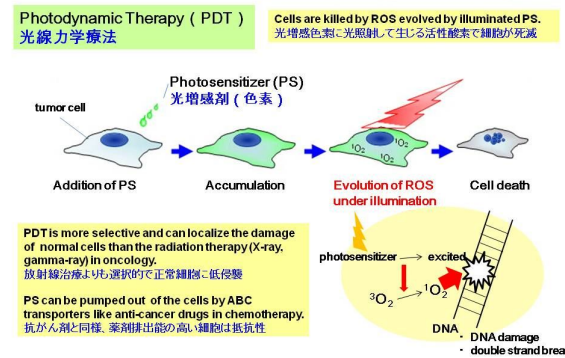 Photodynamic Therapy ( PDT )
光線力学療法
Cells are killed by ROS evolved by illuminated PS.
光増感色素に光照射して生じる活性酸素で細胞が死滅
Photosensitizer (PS)
光増感剤 ( 色素 )
tumor cell
¹O₂
¹O₂
¹O₂
Addition of PS
Accumulation
Evolution of ROS
under illumination
Cell death
PDT is more selective and can localize the damage
of normal cells than the radiation therapy (X-ray,
gamma-ray) in oncology.
放射線治療よりも選択的で正常細胞に低侵襲
PS can be pumped out of the cells by ABC
transporters like anti-cancer drugs in chemotherapy.
抗がん剤と同様、薬剤排出能の高い細胞は抵抗性
photosensitizer
excited
³O₂
¹O₂
DNA
・ DNA damage
・ double strand brea